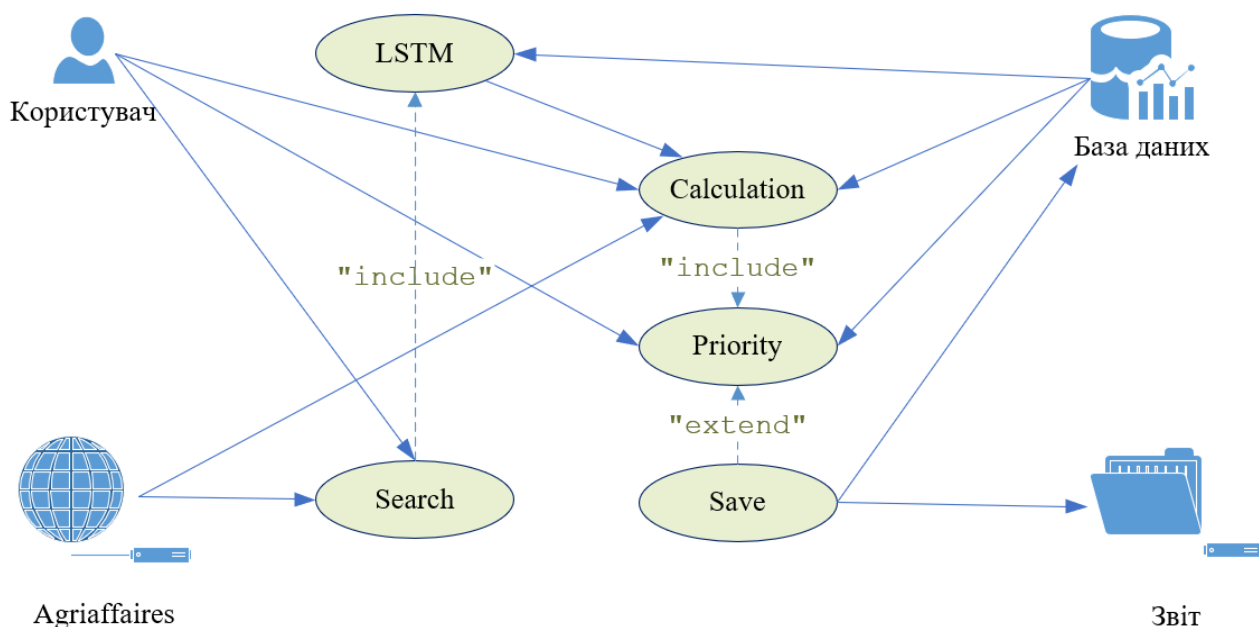 LSTM
Користувач
База даних
Calculation
"include"
"include"
Priority
"extend"
Search
Save
Agriaffaires
Звіт